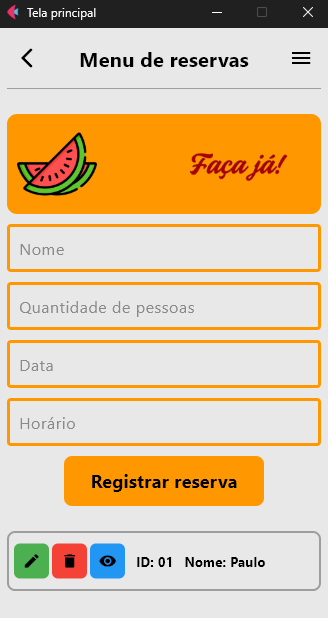 Tela principal
Menu de reservas
Faça já!
Nome
Quantidade de pessoas
Data
Horário
Registrar reserva
ID: 01 Nome: Paulo